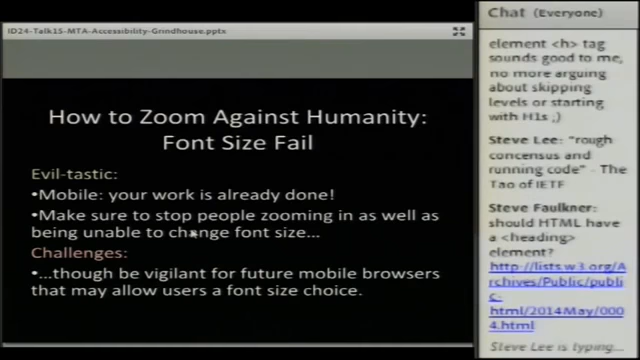 ID24-Talk15-MTA-Accessibility-Grindhouse.pptx
How to Zoom Against Humanity:
Font Size Fail
Evil-tastic:
•Mobile: your work is already done!
•Make sure to stop people zooming in as well as
being unable to change font size...
Challenges:
•...though be vigilant for future mobile browsers
that may allow users a font size choice.
Chat (Everyone)
element <h> tag
sounds good to me,
no more arguing
about skipping
levels or starting
with H1s ;)
Steve Lee: "rough
concensus and
running code" - The
Tao of IETF
Steve Faulkner:
should HTML have
a <heading>
element?
http://lists.w3.org/A
rchives/Public/publi
c-
html/2014May/000
4.html
Steve Lee is typing...